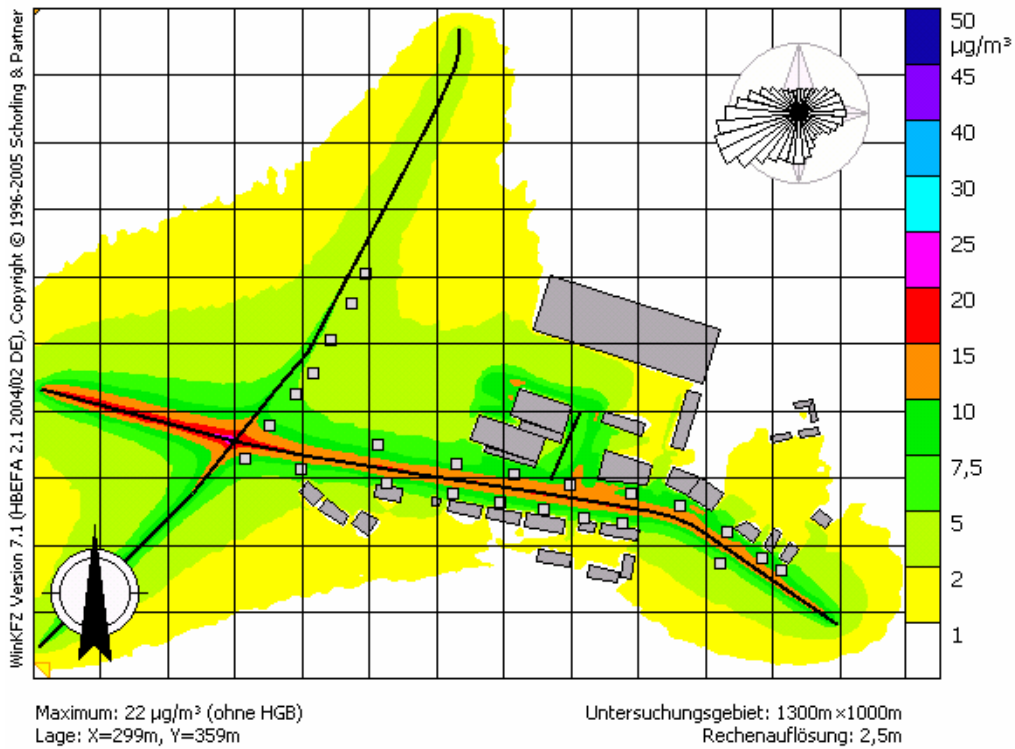 WinKFZ Version 7.1 (HBEFA 2.1 2004/02 DE), Copyright © 1996-2005 Schorling & Partner
50
µg/m³
45
40
30
25
20
15
10
7,5
5
2
1
Maximum: 22 µg/m³ (ohne HGB)
Lage: X=299m, Y=359m
Untersuchungsgebiet: 1300m×1000m
Rechenauflösung: 2,5m